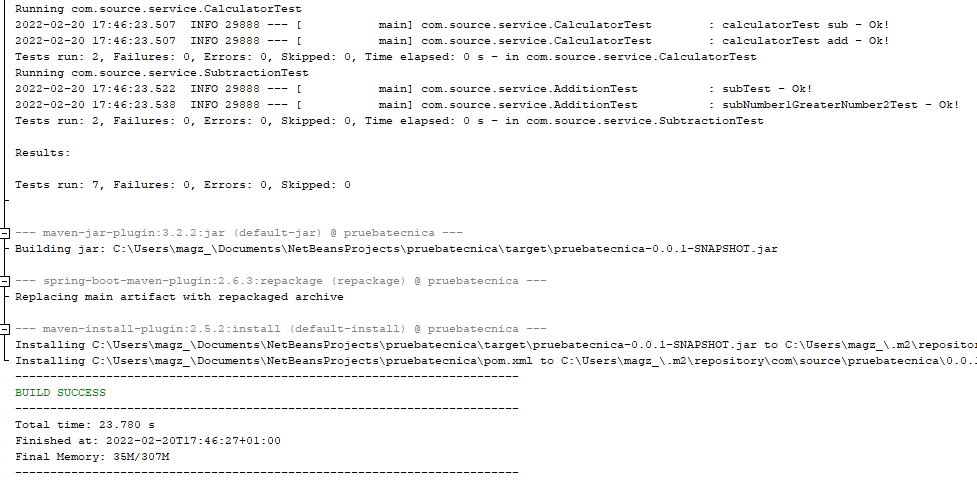 Running com.source.service.CalculatorTest
2022-02-20 17:46:23.507  INFO 29888 --- [           main] com.source.service.CalculatorTest        : calculatorTest sub - Ok!
2022-02-20 17:46:23.507  INFO 29888 --- [           main] com.source.service.CalculatorTest        : calculatorTest add - Ok!
Tests run: 2, Failures: 0, Errors: 0, Skipped: 0, Time elapsed: 0 s - in com.source.service.CalculatorTest
Running com.source.service.SubtractionTest
2022-02-20 17:46:23.522  INFO 29888 --- [           main] com.source.service.AdditionTest          : subTest - Ok!
2022-02-20 17:46:23.538  INFO 29888 --- [           main] com.source.service.AdditionTest          : subNumber1GreaterNumber2Test - Ok!
Tests run: 2, Failures: 0, Errors: 0, Skipped: 0, Time elapsed: 0 s - in com.source.service.SubtractionTest
Results:
Tests run: 7, Failures: 0, Errors: 0, Skipped: 0
--- maven-jar-plugin:3.2.2:jar (default-jar) @ pruebatecnica ---
Building jar: C:\Users\magz_\Documents\NetBeansProjects\pruebatecnica\target\pruebatecnica-0.0.1-SNAPSHOT.jar
--- spring-boot-maven-plugin:2.6.3:repackage (repackage) @ pruebatecnica ---
Replacing main artifact with repackaged archive
--- maven-install-plugin:2.5.2:install (default-install) @ pruebatecnica ---
Installing C:\Users\magz_\Documents\NetBeansProjects\pruebatecnica\target\pruebatecnica-0.0.1-SNAPSHOT.jar to C:\Users\magz_\.m2\repositor
Installing C:\Users\magz_\Documents\NetBeansProjects\pruebatecnica\pom.xml to C:\Users\magz_\.m2\repository\com\source\pruebatecnica\0.0.
------------------------------------------------------------------------
BUILD SUCCESS
------------------------------------------------------------------------
Total time: 23.780 s
Finished at: 2022-02-20T17:46:27+01:00
Final Memory: 35M/307M
------------------------------------------------------------------------